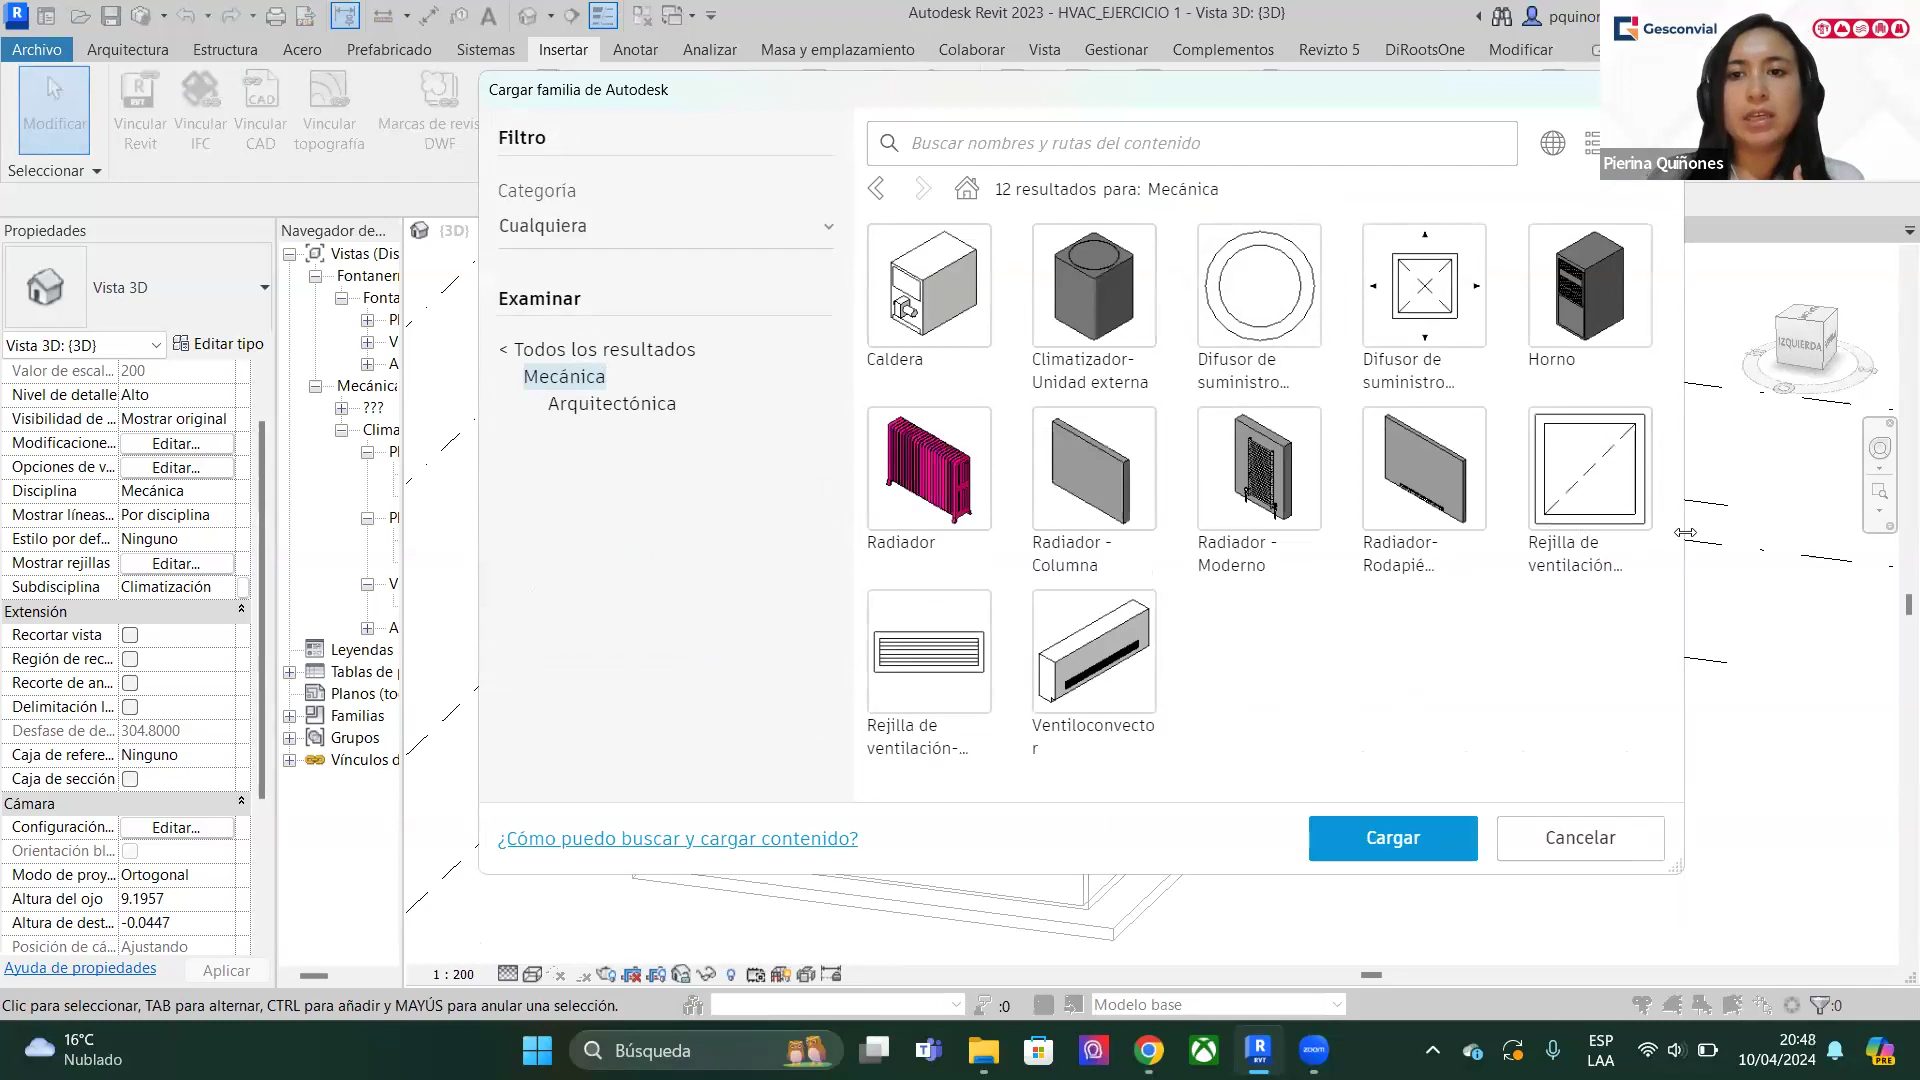 Autodesk Revit 2023 - HVAC_EJERCICIO 1 - Vista 3D: {3D}
pquinor
Gesconvial
Archivo Arquitectura Estructura Acero Prefabricado Sistemas Insertar Anotar Analizar Masa y emplazamiento Colaborar Vista Gestionar Complementos Revizto 5 DiRootsOne Modificar
Modificar
Vincular Revit
Vincular IFC
Vincular CAD
Vincular topografía
Marcas de revis
DWF
Seleccionar
Pierina Quiñones
Cargar familia de Autodesk
Filtro
Categoría
Cualquiera
Examinar
< Todos los resultados
Mecánica
Arquitectónica
Buscar nombres y rutas del contenido
12 resultados para: Mecánica
Caldera
Climatizador-
Unidad externa
Difusor de
suministro...
Difusor de
suministro...
Horno
Radiador
Radiador -
Columna
Radiador -
Moderno
Radiador-
Rodapié...
Rejilla de
ventilación...
Rejilla de
ventilación-...
Ventiloconvecto
r
¿Cómo puedo buscar y cargar contenido?
Cargar
Cancelar
Propiedades
Vista 3D
Vista 3D: {3D}
Editar tipo
Valor de escal... 200
Nivel de detalle Alto
Visibilidad de ... Mostrar original
Modificacione... Editar...
Opciones de v... Editar...
Disciplina Mecánica
Mostrar líneas... Por disciplina
Estilo por def... Ninguno
Mostrar rejillas Editar...
Subdisciplina Climatización
Extensión
Recortar vista
Región de rec...
Recorte de an...
Delimitación l...
Desfase de de... 304.8000
Caja de refere... Ninguno
Caja de sección
Cámara
Configuración... Editar...
Orientación bl...
Modo de proy... Ortogonal
Altura del ojo 9.1957
Altura de dest... -0.0447
Posición de cá... Ajustando
Ayuda de propiedades
Aplicar
Navegador de...
Vistas (Dis
Fontaner
Fonta
Pl
V
A
Mecánica
???
Clima
Pl
Pl
V
A
Leyendas
Tablas de
Planos (to
Familias
Grupos
Vínculos d
{3D}
IZQUIERDA
1 : 200
Clic para seleccionar, TAB para alternar, CTRL para añadir y MAYÚS para anular una selección.
:0
Modelo base
:0
16°C
Nublado
Búsqueda
zoom
ESP
LAA
20:48
10/04/2024
PRE